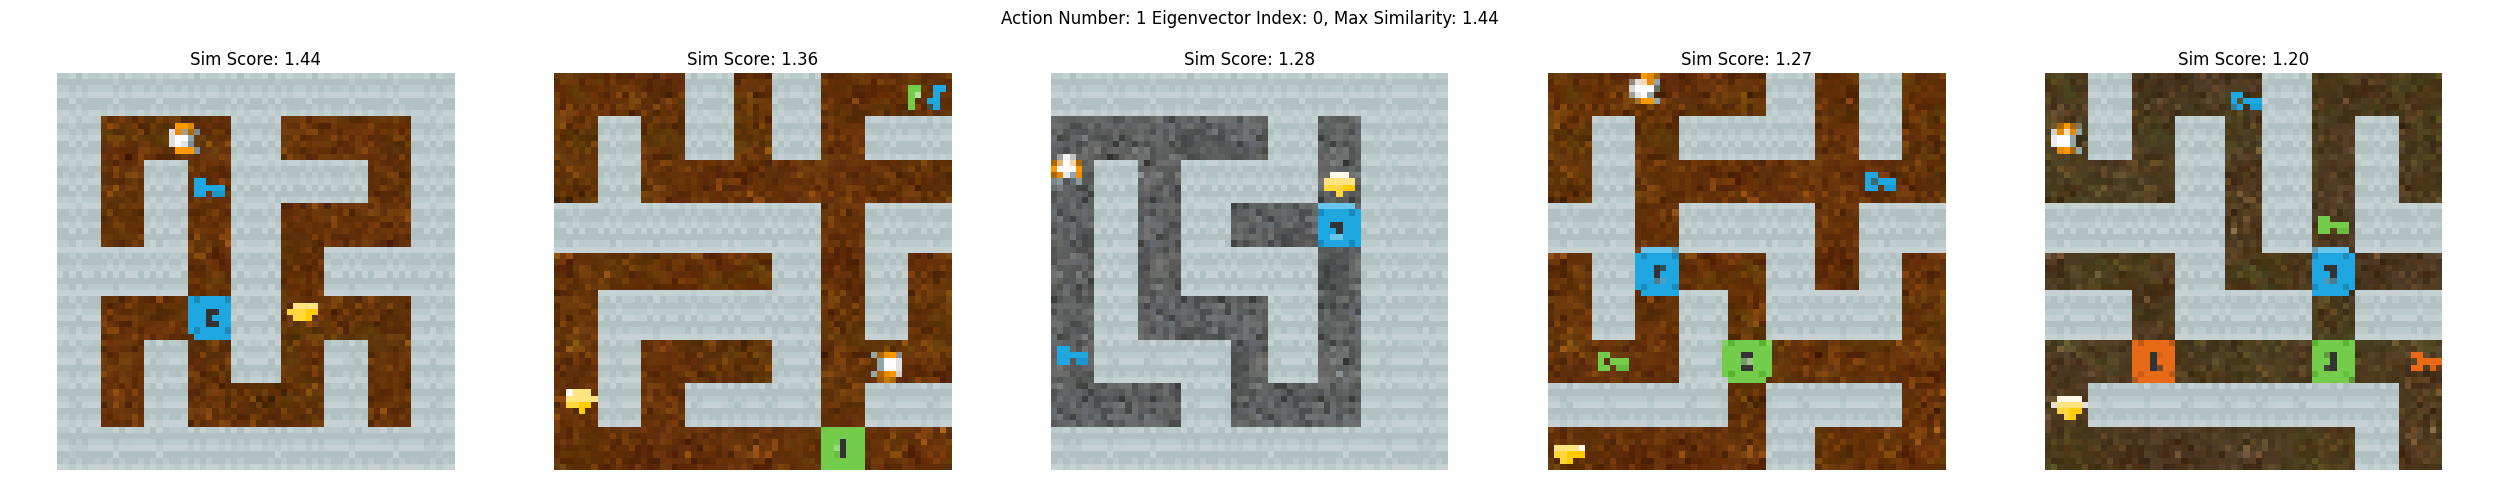 Action Number: 1 Eigenvector Index: 0, Max Similarity: 1.44
Sim Score: 1.44
Sim Score: 1.36
Sim Score: 1.28
Sim Score: 1.27
Sim Score: 1.20